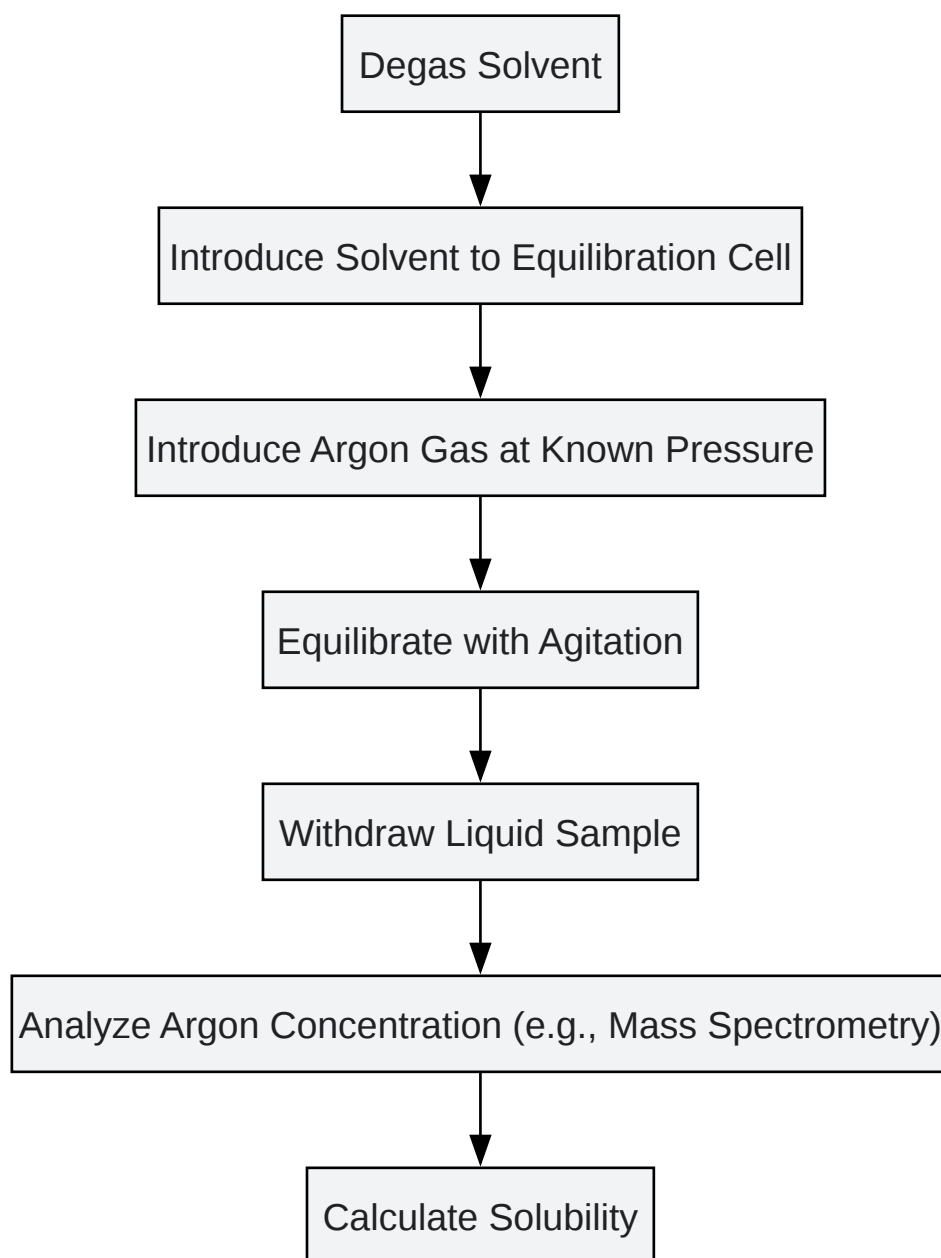 Degas Solvent
Introduce Solvent to Equilibration Cell
Introduce Argon Gas at Known Pressure
Equilibrate with Agitation
Withdraw Liquid Sample
Analyze Argon Concentration (e.g., Mass Spectrometry)
Calculate Solubility